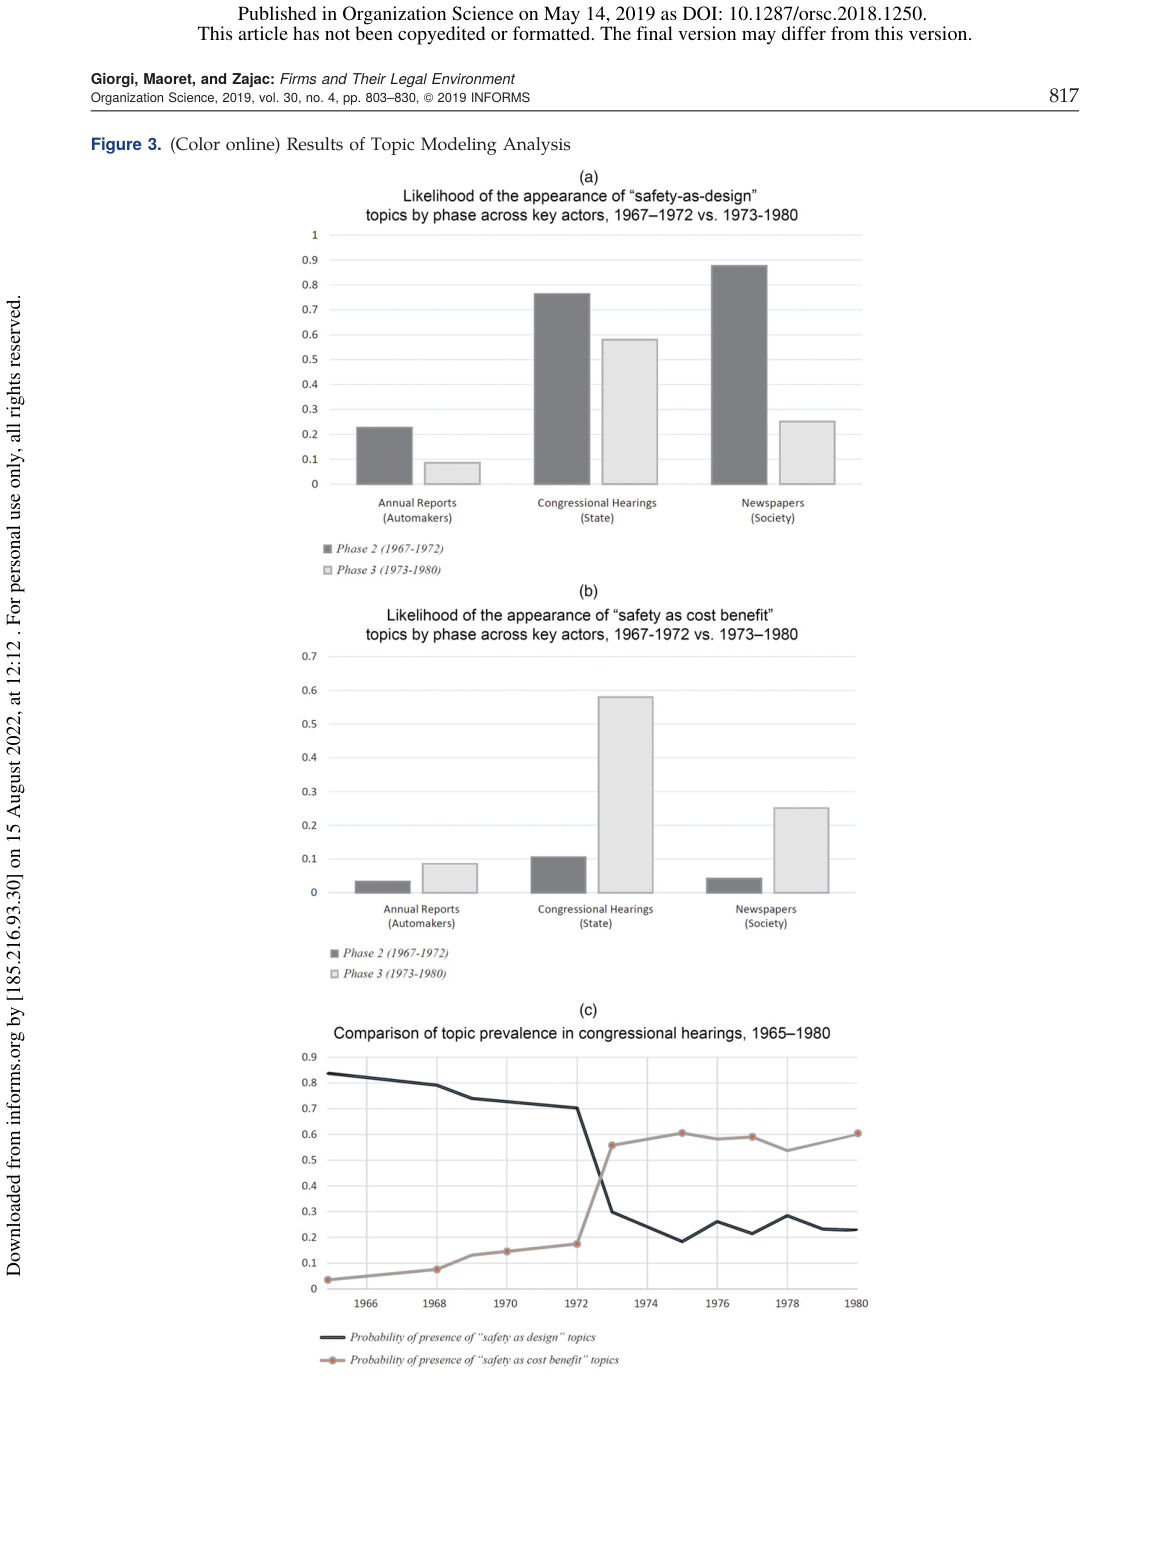 Published in Organization Science on May 14, 2019 as DOI: 10.1287/orsc.2018.1250.
This article has not been copyedited or formatted. The final version may differ from this version.
Giorgi, Maoret, and Zajac: Firms and Their Legal Environment
Organization Science, 2019, vol. 30, no. 4, pp. 803–830, © 2019 INFORMS
817
Downloaded from informs.org by [185.216.93.30] on 15 August 2022, at 12:12 . For personal use only, all rights reserved.
Figure 3. (Color online) Results of Topic Modeling Analysis
(a)
Likelihood of the appearance of “safety-as-design”
topics by phase across key actors, 1967–1972 vs. 1973-1980
1
0.9
0.8
0.7
0.6
0.5
0.4
0.3
0.2
0.1
0
Annual Reports
(Automakers)
Congressional Hearings
(State)
Newspapers
(Society)
Phase 2 (1967-1972)
Phase 3 (1973-1980)
(b)
Likelihood of the appearance of “safety as cost benefit”
topics by phase across key actors, 1967-1972 vs. 1973–1980
0.7
0.6
0.5
0.4
0.3
0.2
0.1
0
Annual Reports
(Automakers)
Congressional Hearings
(State)
Newspapers
(Society)
Phase 2 (1967-1972)
Phase 3 (1973-1980)
(c)
Comparison of topic prevalence in congressional hearings, 1965–1980
0.9
0.8
0.7
0.6
0.5
0.4
0.3
0.2
0.1
0
1966 1968 1970 1972 1974 1976 1978 1980
Probability of presence of “safety as design” topics
Probability of presence of “safety as cost benefit” topics